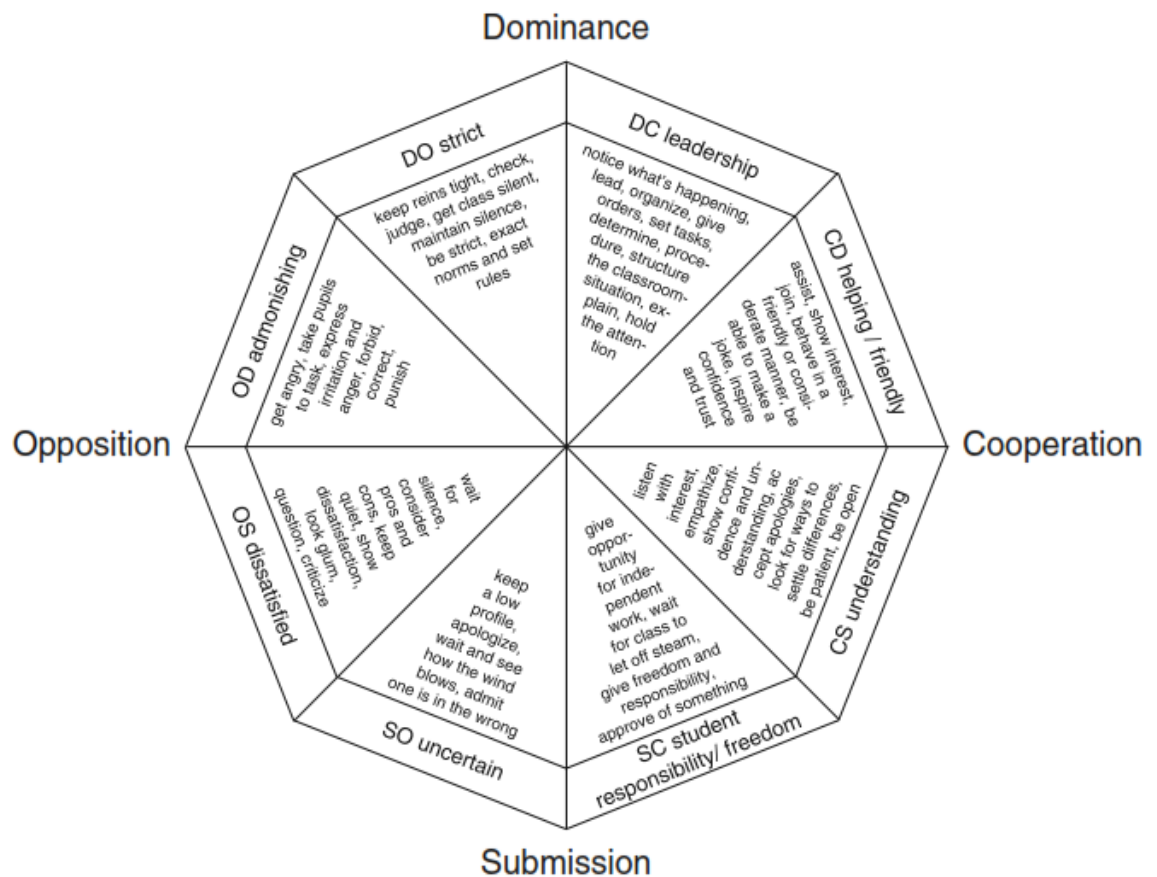 Dominance
DO strict
keep reins tight, check,
judge, get class silent,
maintain silence,
be strict, exact
norms and set
rules
DC leadership
notice what's happening,
lead, organize, give
orders, set tasks,
determine, proce-
dure, structure
the classroom-
situation, ex-
plain, hold
the atten-
tion
CD helping / friendly
assist, show interest,
join, behave in a
friendly or consi-
derate manner, be
able to make a
joke, inspire
confidence
and trust
OD admonishing
get angry, take pupils
to task, express
irritation and
anger, forbid,
correct,
punish
Opposition
Cooperation
OS dissatisfied
wait
for
silence,
consider
pros and
cons, keep
quiet, show
dissatisfaction,
look glum,
question, criticize
CS understanding
listen
with
interest,
empathize,
show confi-
dence and un-
derstanding, ac
cept apologies,
look for ways to
settle differences,
be patient, be open
SO uncertain
keep
a low
profile,
apologize,
wait and see
how the wind
blows, admit
one is in the wrong
SC student
responsibility/ freedom
give
oppor-
tunity
for inde-
pendent
work, wait
for class to
let off steam,
give freedom and
responsibility,
approve of something
Submission